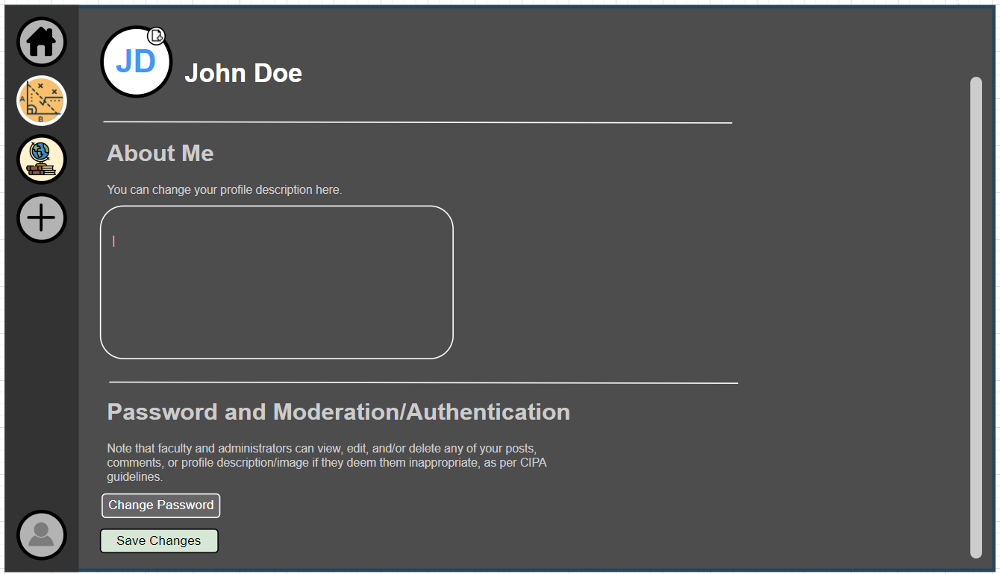 JD
John Doe
A
B
About Me
You can change your profile description here.
Password and Moderation/Authentication
Note that faculty and administrators can view, edit, and/or delete any of your posts,
comments, or profile description/image if they deem them inappropriate, as per CIPA
guidelines.
Change Password
Save Changes